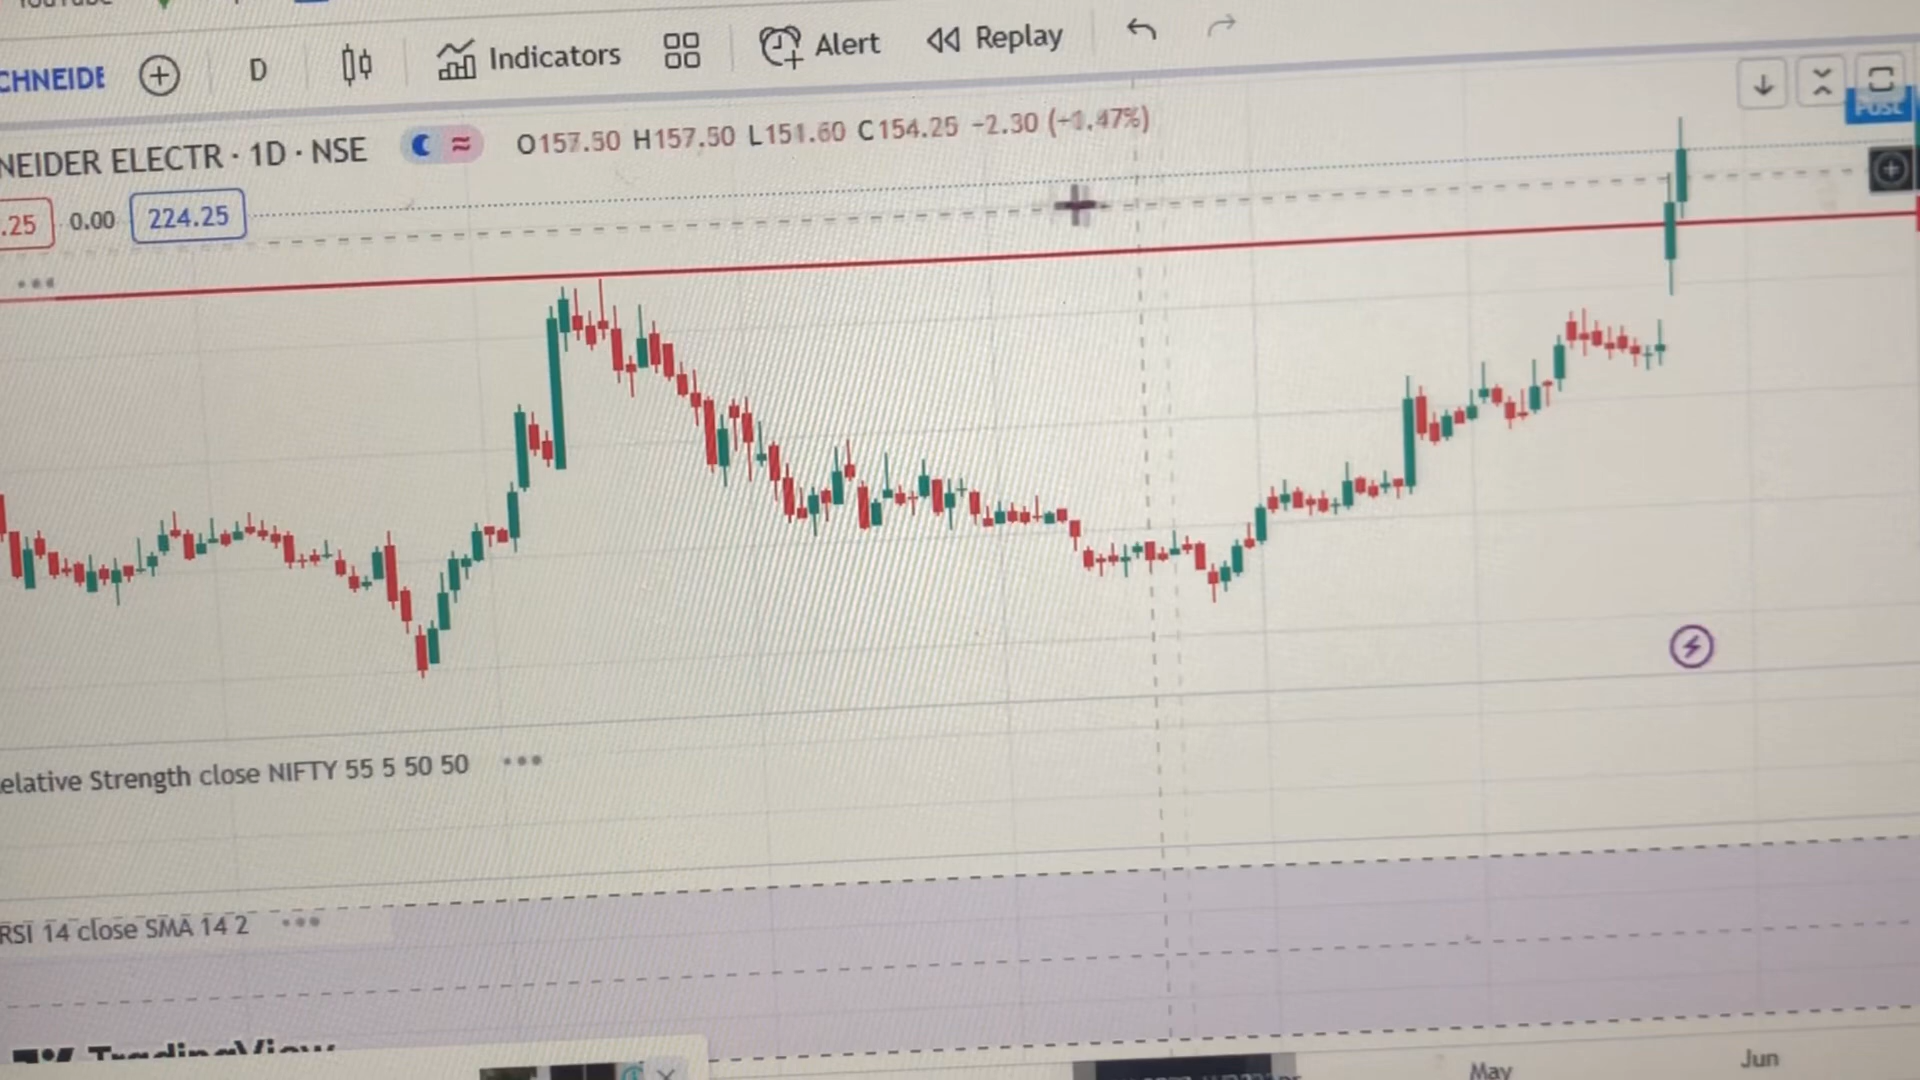 CHNEIDE D Indicators Alert Replay
NEIDER ELECTR · 1D · NSE O157.50 H157.50 L151.60 C154.25 −2.30 (−1.47%)
.25 0.00 224.25
elative Strength close NIFTY 55 5 50 50
RSI 14 close SMA 14 2
TradingView
May Jun